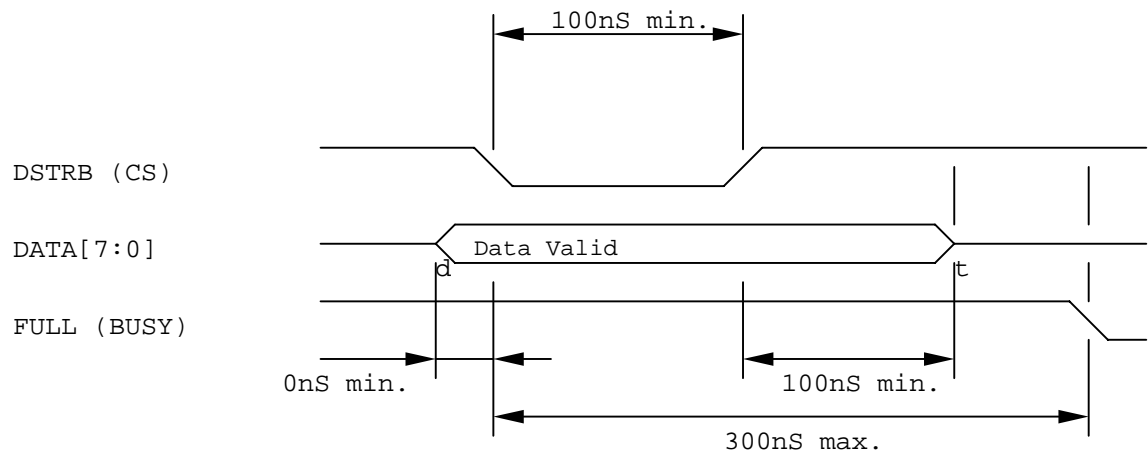 100nS min.
DSTRB (CS)
DATA[7:0]
Data Valid
d
t
FULL (BUSY)
0nS min.
100nS min.
300nS max.